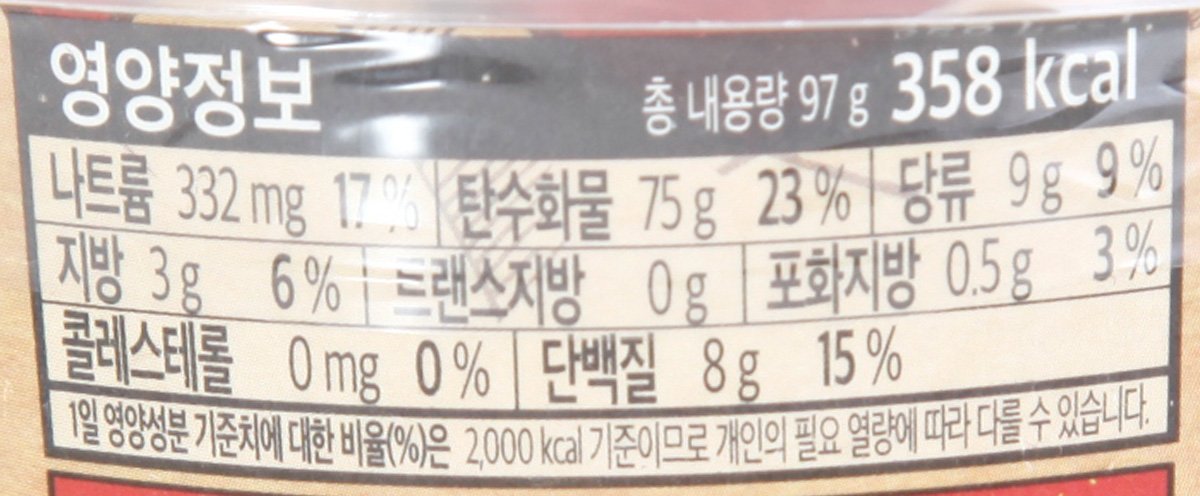 영양정보 총 내용량 97 g 358 kcal
나트륨 332 mg 17 % 탄수화물 75 g 23 % 당류 9 g 9 %
지방 3 g 6 % 트랜스지방 0 g 포화지방 0.5 g 3 %
콜레스테롤 0 mg 0 % 단백질 8 g 15 %
1일 영양성분 기준치에 대한 비율(%)은 2,000 kcal 기준이므로 개인의 필요 열량에 따라 다를 수 있습니다.